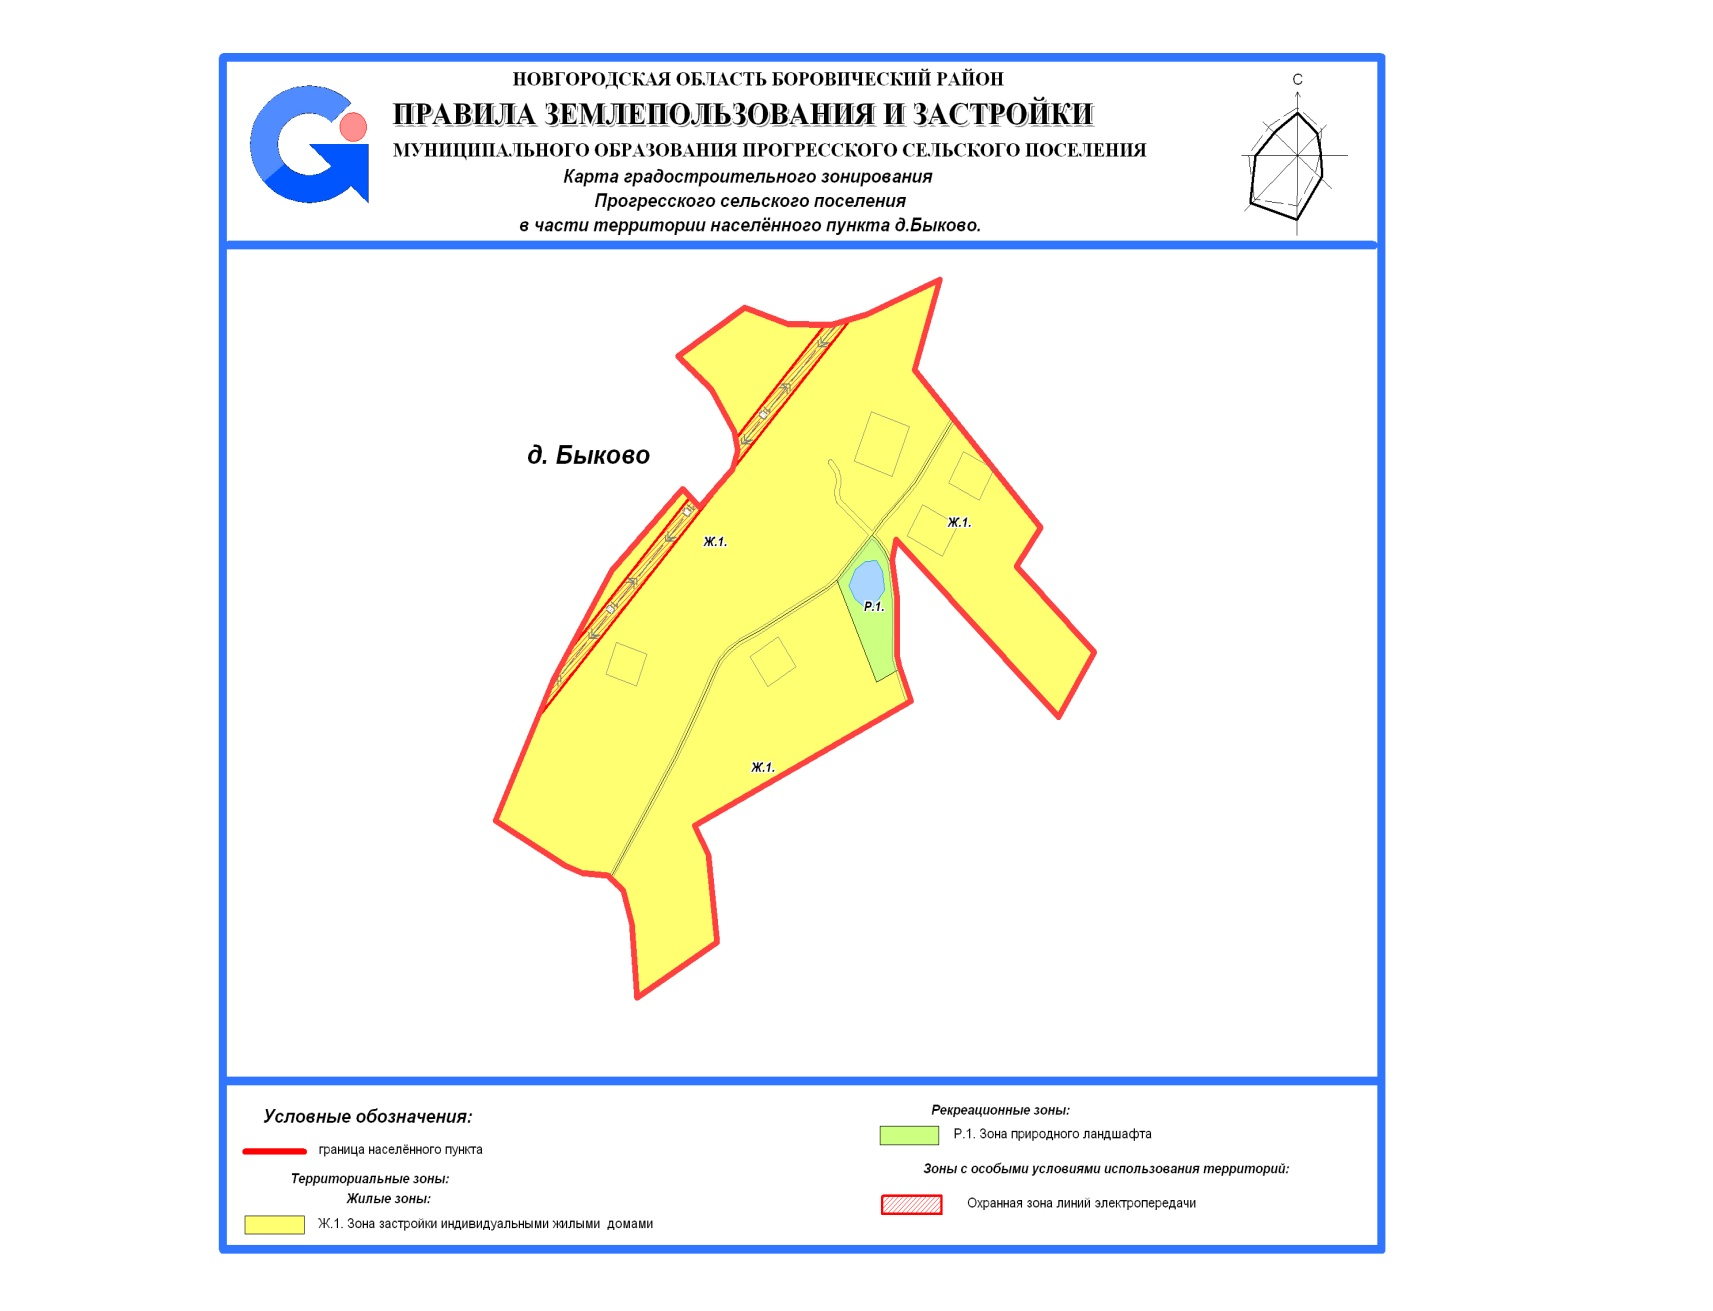 НОВГОРОДСКАЯ ОБЛАСТЬ БОРОВИЧЕСКИЙ РАЙОН
ПРАВИЛА ЗЕМЛЕПОЛЬЗОВАНИЯ И ЗАСТРОЙКИ
МУНИЦИПАЛЬНОГО ОБРАЗОВАНИЯ ПРОГРЕССКОГО СЕЛЬСКОГО ПОСЕЛЕНИЯ
Карта градостроительного зонирования
Прогресского сельского поселения
в части территории населённого пункта д.Быково.
С
д. Быково
Ж.1.
Ж.1.
Р.1.
Ж.1.
Условные обозначения:
граница населённого пункта
Территориальные зоны:
Жилые зоны:
Ж.1. Зона застройки индивидуальными жилыми домами
Рекреационные зоны:
Р.1. Зона природного ландшафта
Зоны с особыми условиями использования территорий:
Охранная зона линий электропередачи